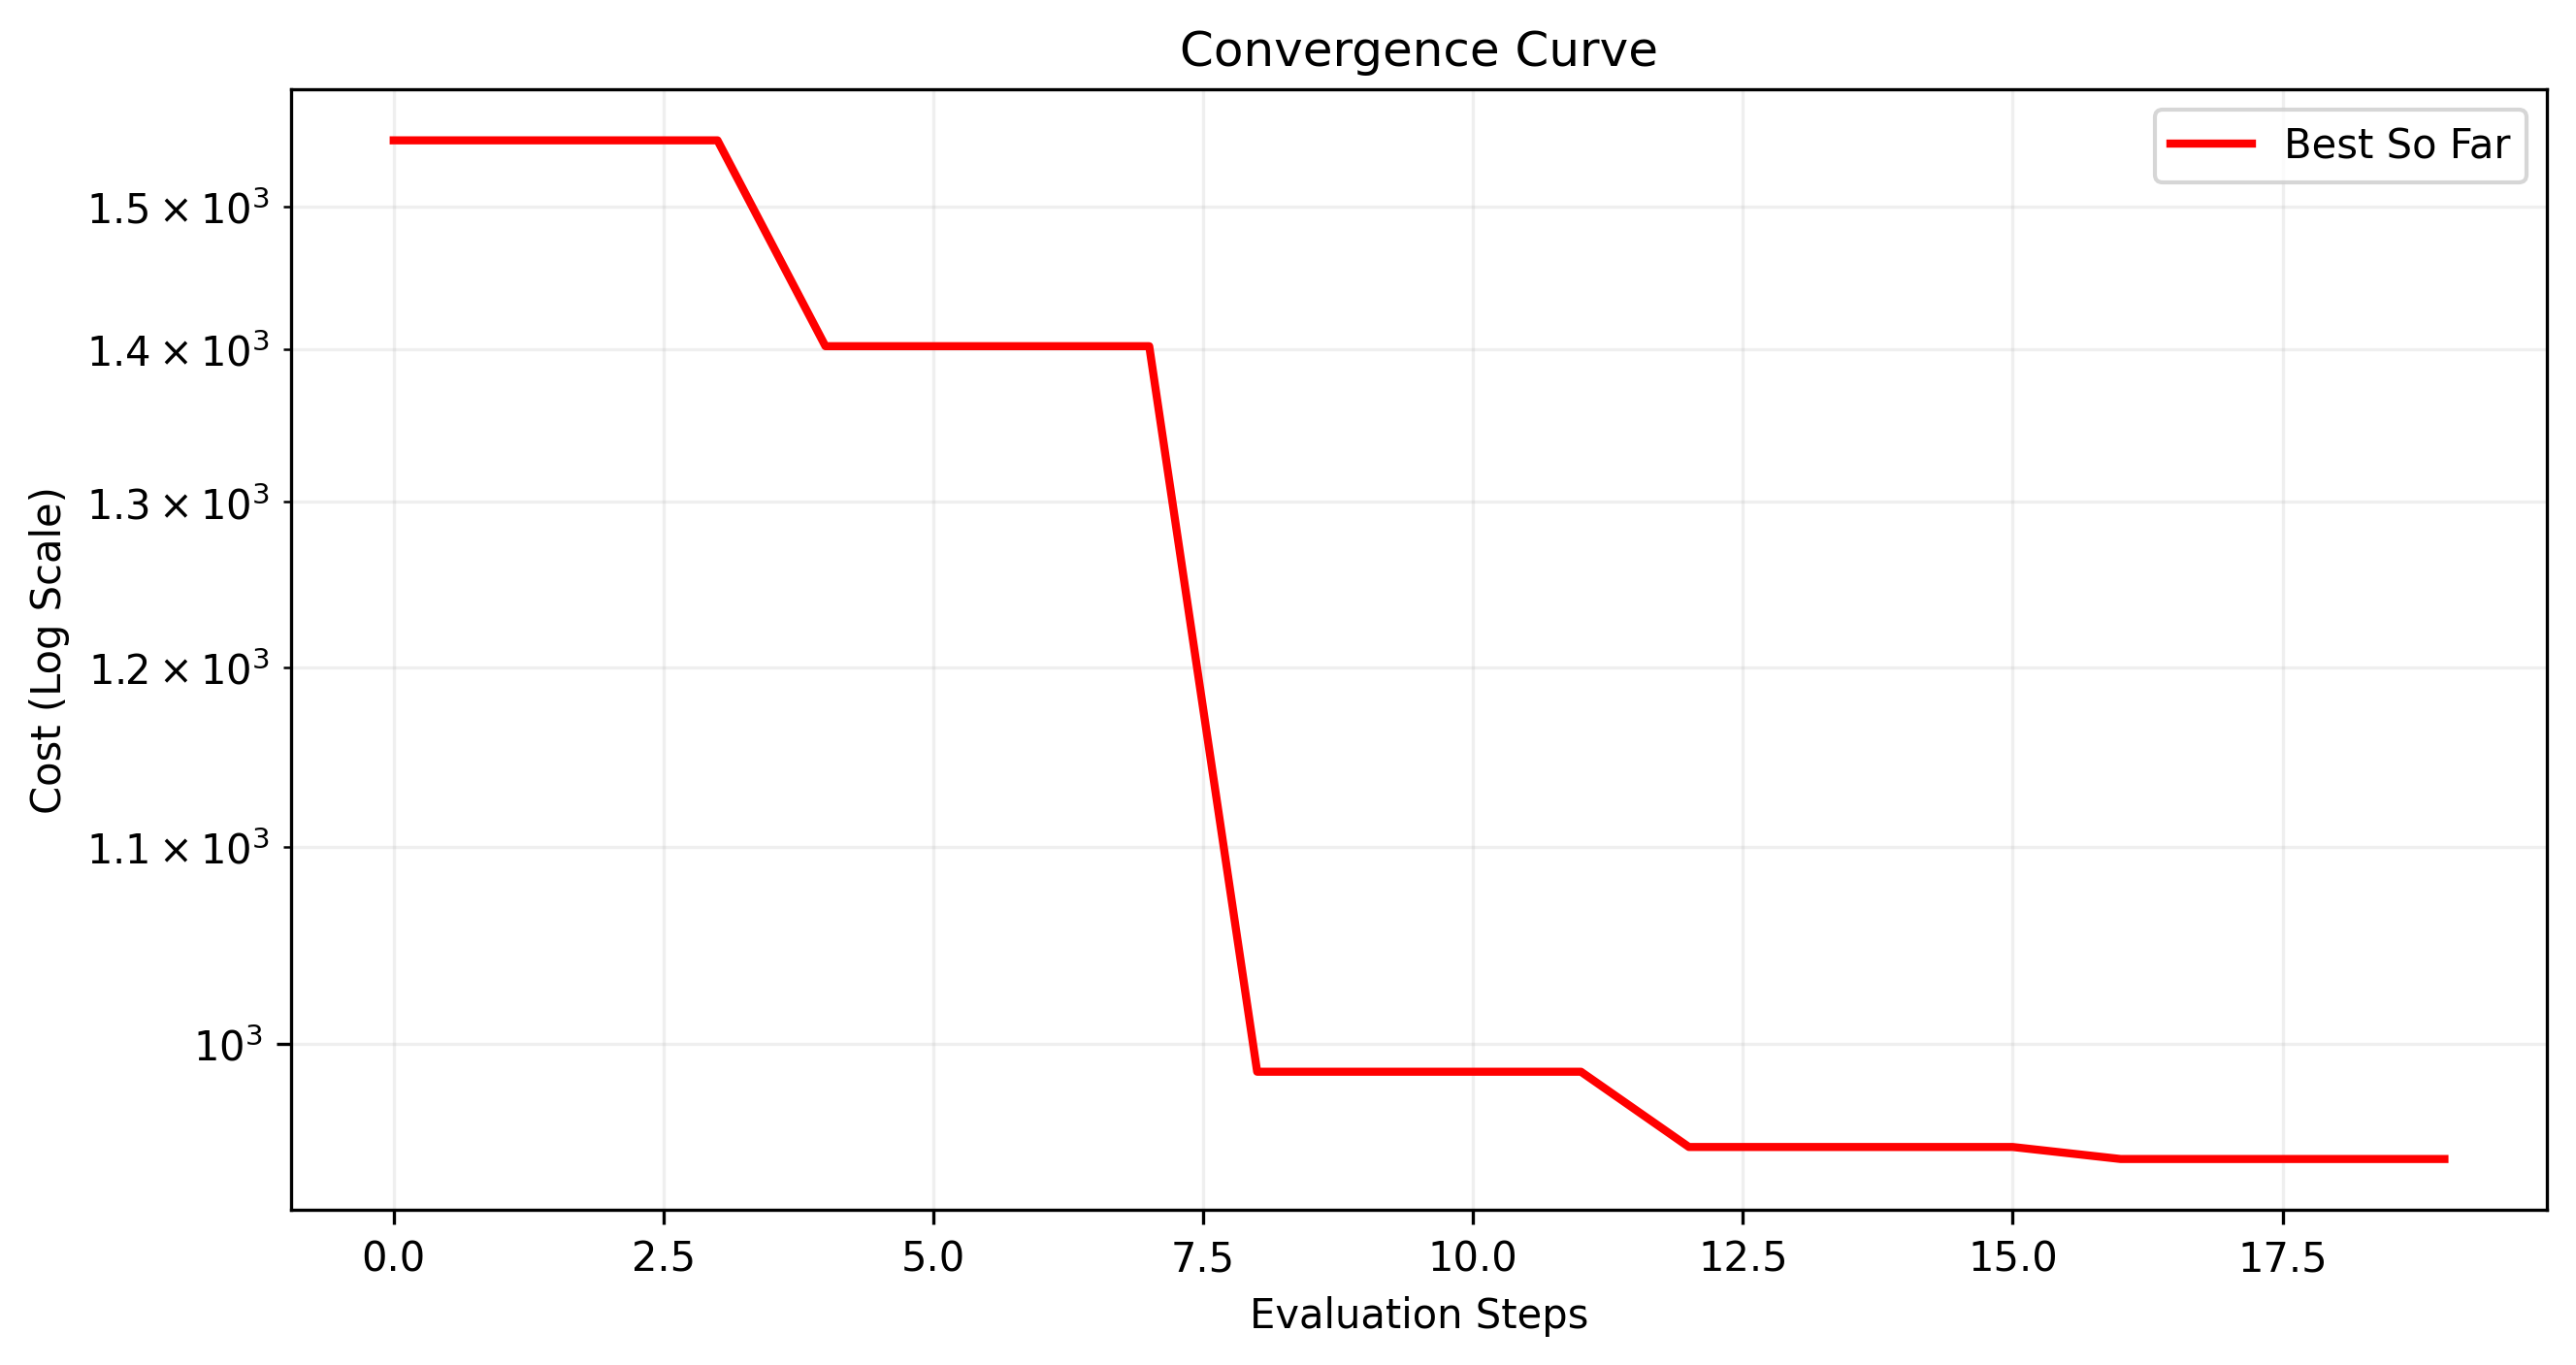 Convergence Curve
Best So Far
Cost (Log Scale)
1.5 × 10³
1.4 × 10³
1.3 × 10³
1.2 × 10³
1.1 × 10³
10³
0.0 2.5 5.0 7.5 10.0 12.5 15.0 17.5
Evaluation Steps